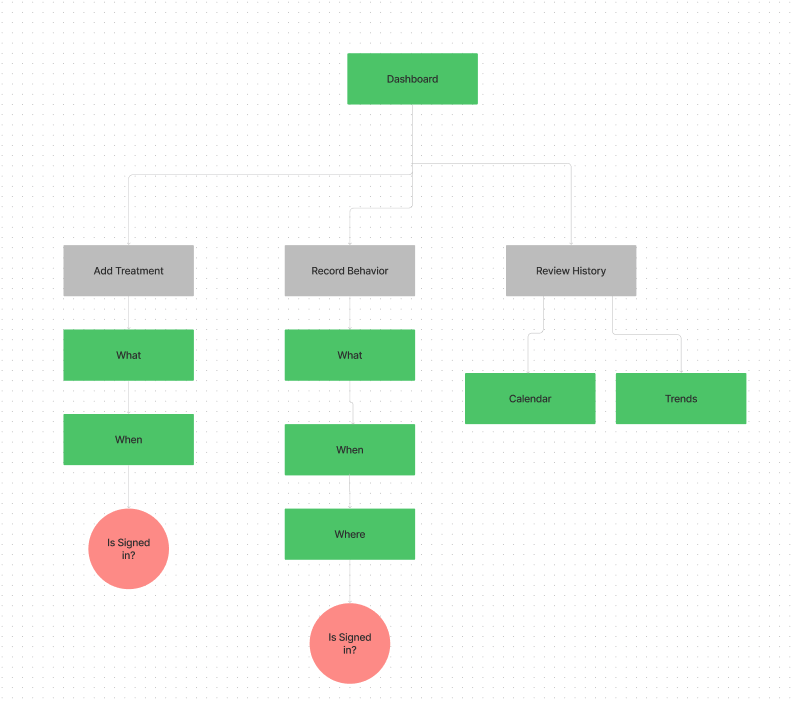 Dashboard
Add Treatment
Record Behavior
Review History
What
What
Calendar
Trends
When
When
Where
Is Signed
in?
Is Signed
in?